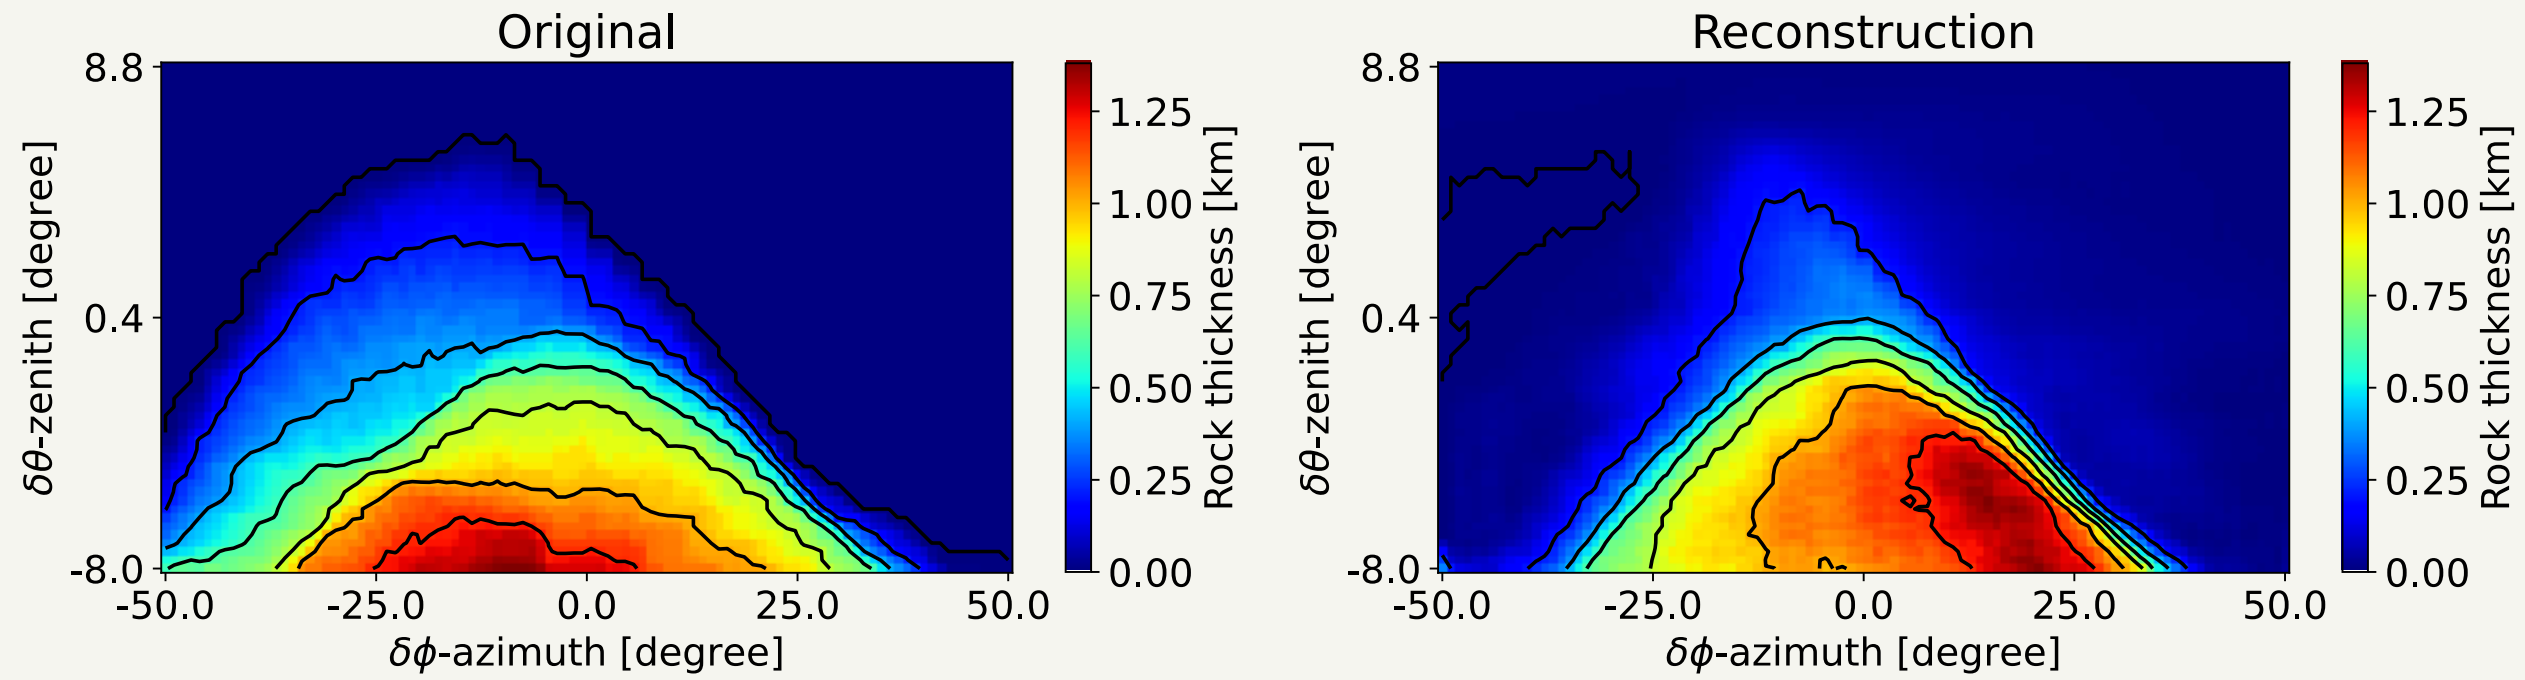 Original
8.8
0.4
-8.0
δθ-zenith [degree]
-50.0 -25.0 0.0 25.0 50.0
δϕ-azimuth [degree]
1.25
1.00
0.75
0.50
0.25
0.00
Rock thickness [km]
Reconstruction
8.8
0.4
-8.0
δθ-zenith [degree]
-50.0 -25.0 0.0 25.0 50.0
δϕ-azimuth [degree]
1.25
1.00
0.75
0.50
0.25
0.00
Rock thickness [km]